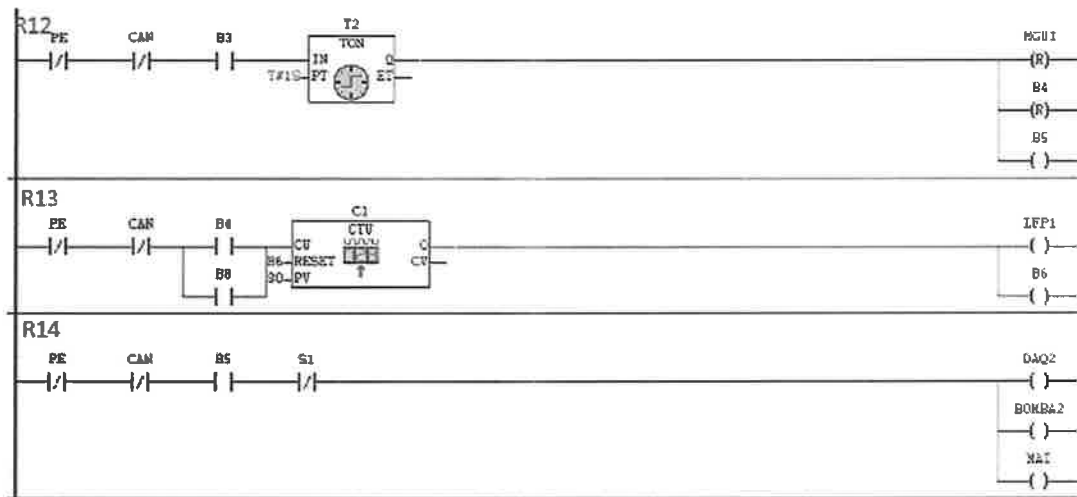 R12
PE CAN B3 T2 MGUI
TON
IN Q (R)
T#1S PT ET B4
(R)
B5
R13
PE CAN B4 C1 LFP1
CTU
CU Q
B8 B6 RESET CV B6
30 PV
R14
PE CAN B5 S1 DAQ2
BOMBA2